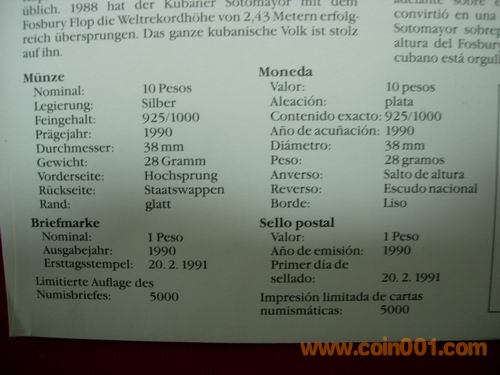 üblich. 1988 hat der Kubaner Sotomayor mit dem
Fosbury Flop die Weltrekordhöhe von 2,43 Metern erfolg-
reich übersprungen. Das ganze kubanische Volk ist stolz
auf ihn.
Münze
Nominal: 10 Pesos
Legierung: Silber
Feingehalt: 925/1000
Prägejahr: 1990
Durchmesser: 38 mm
Gewicht: 28 Gramm
Vorderseite: Hochsprung
Rückseite: Staatswappen
Rand: glatt
Briefmarke
Nominal: 1 Peso
Ausgabejahr: 1990
Ersttagsstempel: 20. 2. 1991
Limitierte Auflage des
Numisbriefes: 5000
convirtió en una
Sotomayor sobrep
altura del Fosbury
cubano está orgull
Moneda
Valor: 10 pesos
Aleación: plata
Contenido exacto: 925/1000
Año de acuñación: 1990
Diámetro: 38 mm
Peso: 28 gramos
Anverso: Salto de altura
Reverso: Escudo nacional
Borde: Liso
Sello postal
Valor: 1 Peso
Año de emisión: 1990
Primer día de
sellado: 20. 2. 1991
Impresión limitada de cartas
numismáticas: 5000
www.coin001.com